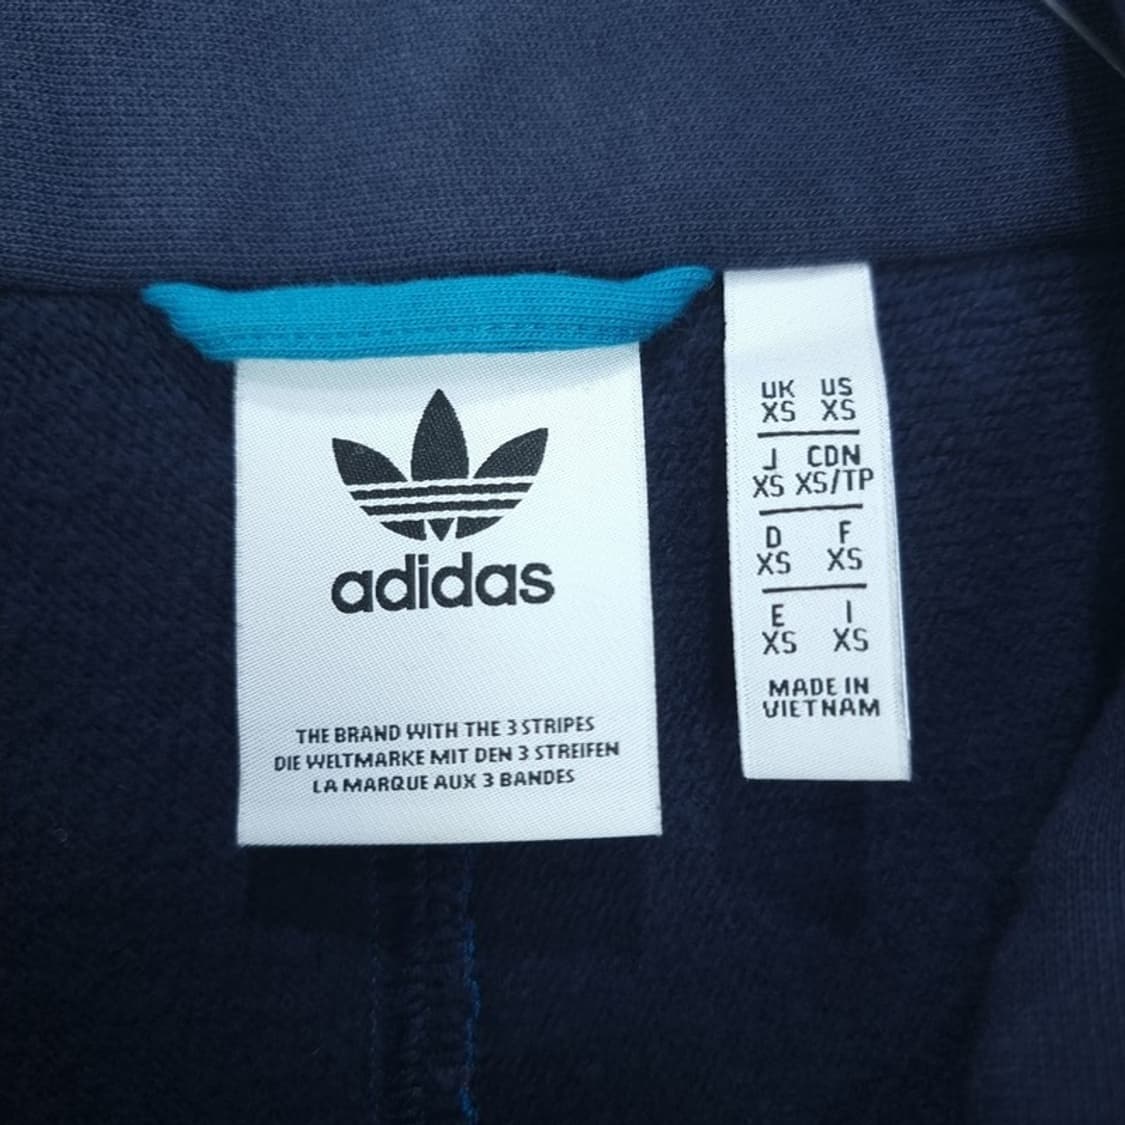 adidas
THE BRAND WITH THE 3 STRIPES
DIE WELTMARKE MIT DEN 3 STREIFEN
LA MARQUE AUX 3 BANDES
UK US
XS XS
J CDN
XS XS/TP
D F
XS XS
E I
XS XS
MADE IN
VIETNAM